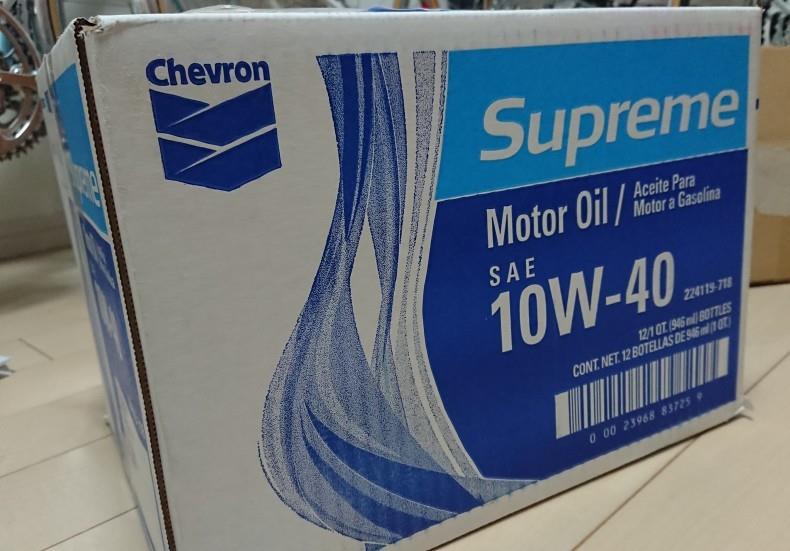 Chevron
Supreme
Motor Oil / Aceite Para
Motor a Gasolina
SAE
10W-40
224119-718
12/1 QT. (946 ml) BOTTLES
CONT. NET. 12 BOTELLAS DE 946 ml (1 QT.)
0 00 23968 83725 9
Supreme